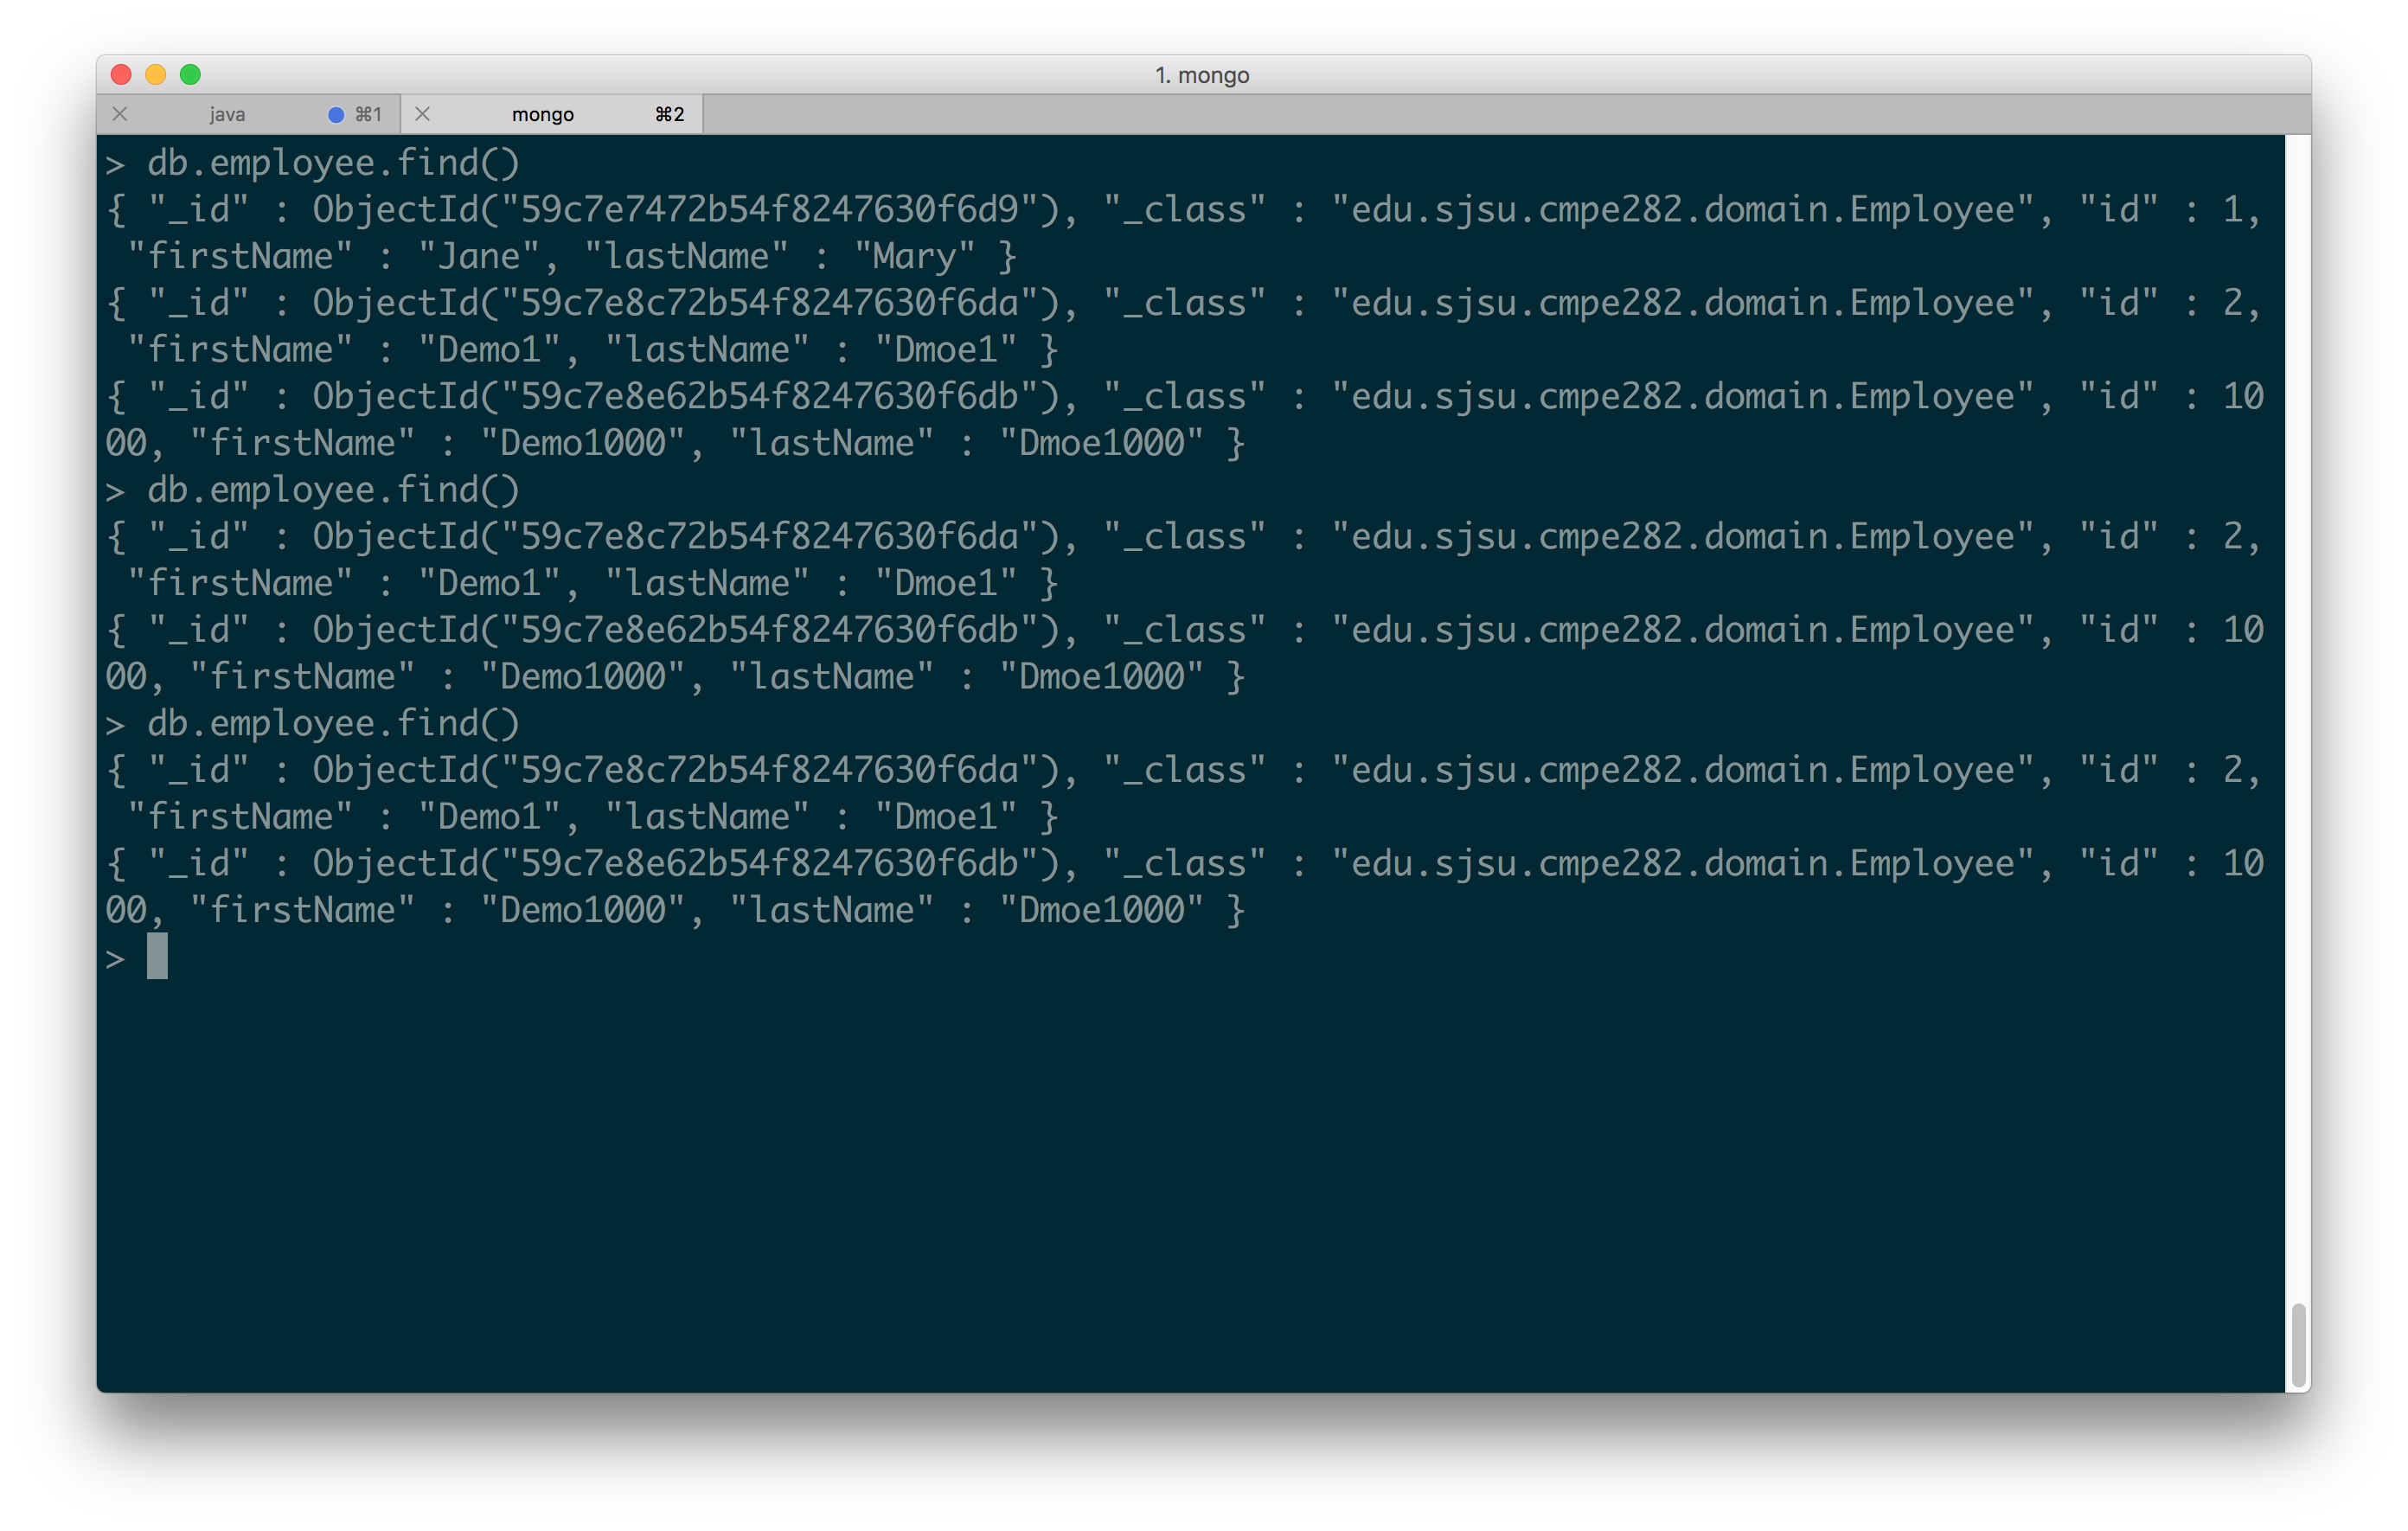 1. mongo
java ⌘1 mongo ⌘2
> db.employee.find()
{ "_id" : ObjectId("59c7e7472b54f8247630f6d9"), "_class" : "edu.sjsu.cmpe282.domain.Employee", "id" : 1,
"firstName" : "Jane", "lastName" : "Mary" }
{ "_id" : ObjectId("59c7e8c72b54f8247630f6da"), "_class" : "edu.sjsu.cmpe282.domain.Employee", "id" : 2,
"firstName" : "Demo1", "lastName" : "Dmoe1" }
{ "_id" : ObjectId("59c7e8e62b54f8247630f6db"), "_class" : "edu.sjsu.cmpe282.domain.Employee", "id" : 10
00, "firstName" : "Demo1000", "lastName" : "Dmoe1000" }
> db.employee.find()
{ "_id" : ObjectId("59c7e8c72b54f8247630f6da"), "_class" : "edu.sjsu.cmpe282.domain.Employee", "id" : 2,
"firstName" : "Demo1", "lastName" : "Dmoe1" }
{ "_id" : ObjectId("59c7e8e62b54f8247630f6db"), "_class" : "edu.sjsu.cmpe282.domain.Employee", "id" : 10
00, "firstName" : "Demo1000", "lastName" : "Dmoe1000" }
> db.employee.find()
{ "_id" : ObjectId("59c7e8c72b54f8247630f6da"), "_class" : "edu.sjsu.cmpe282.domain.Employee", "id" : 2,
"firstName" : "Demo1", "lastName" : "Dmoe1" }
{ "_id" : ObjectId("59c7e8e62b54f8247630f6db"), "_class" : "edu.sjsu.cmpe282.domain.Employee", "id" : 10
00, "firstName" : "Demo1000", "lastName" : "Dmoe1000" }
>